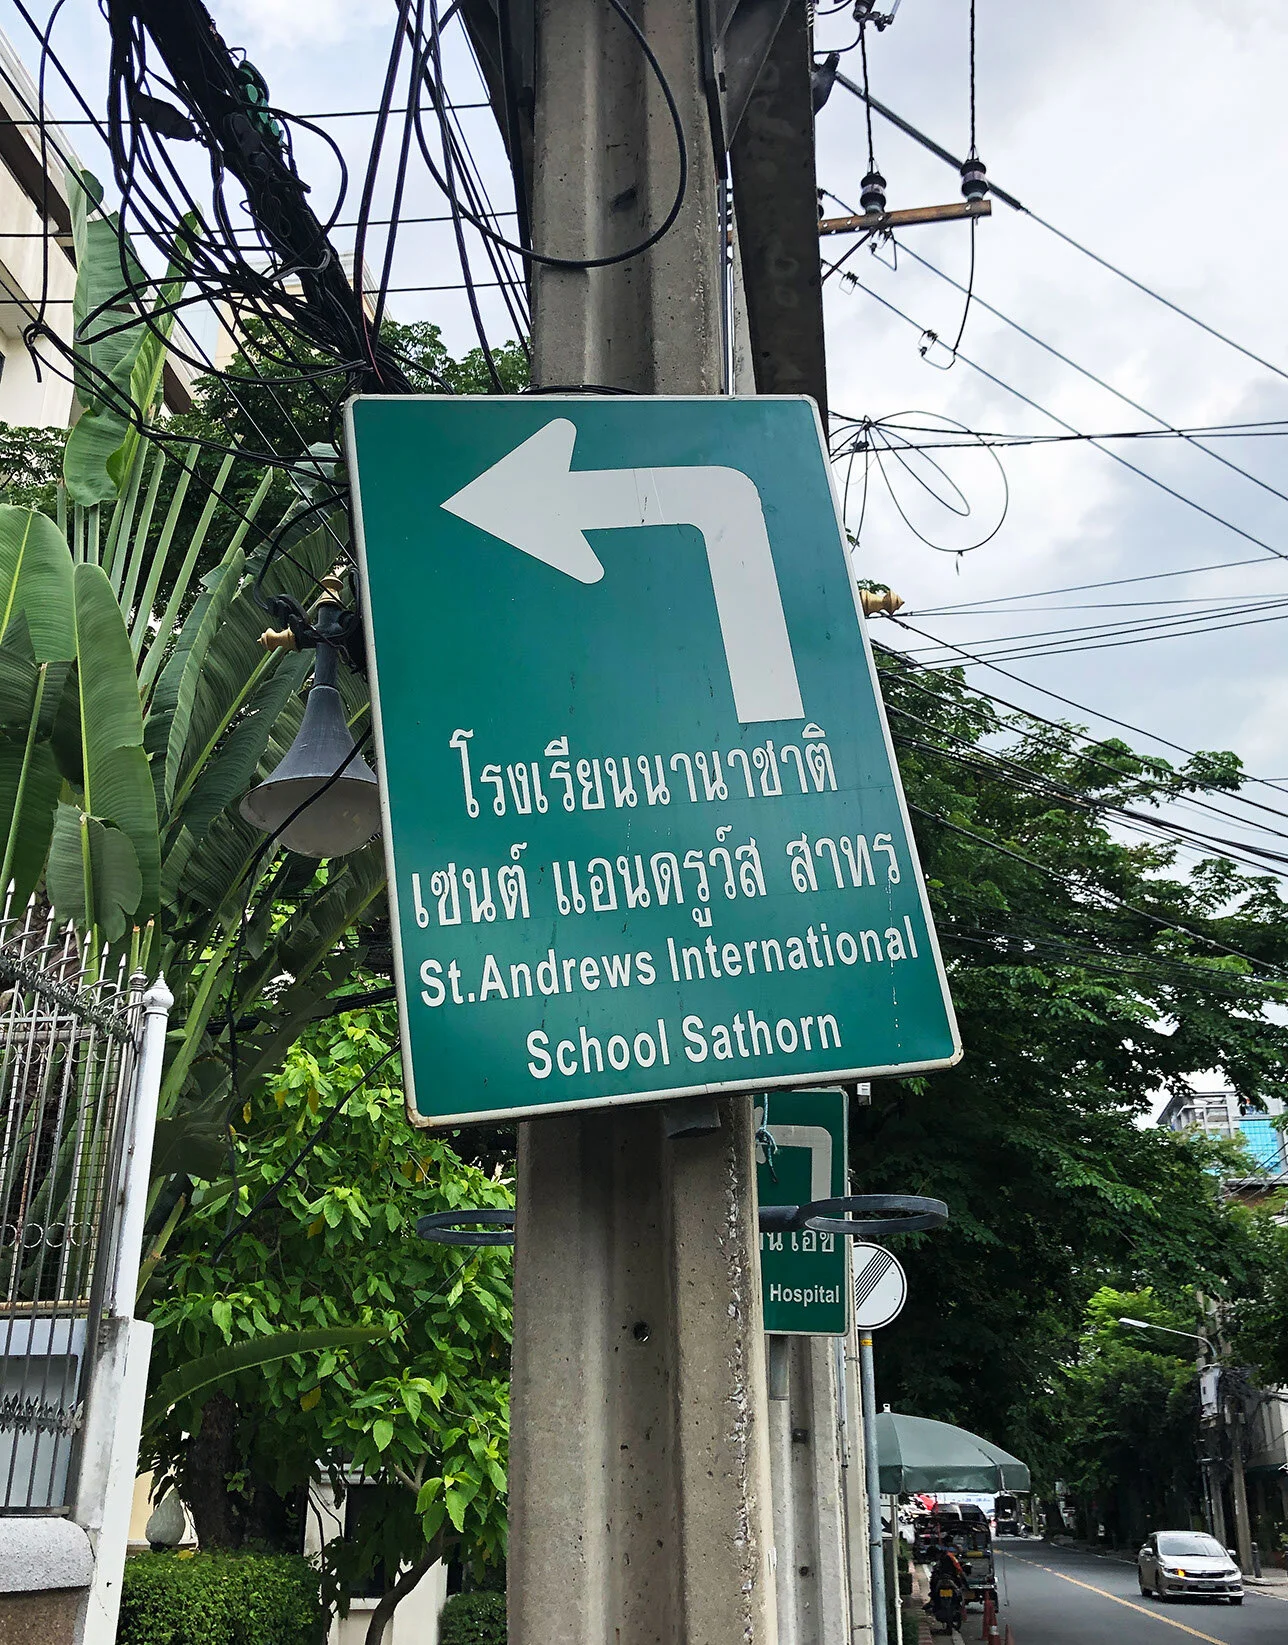 โรงเรียนนานาชาติ
เซนต์ แอนดรูว์ส สาทร
St.Andrews International
School Sathorn
Hospital